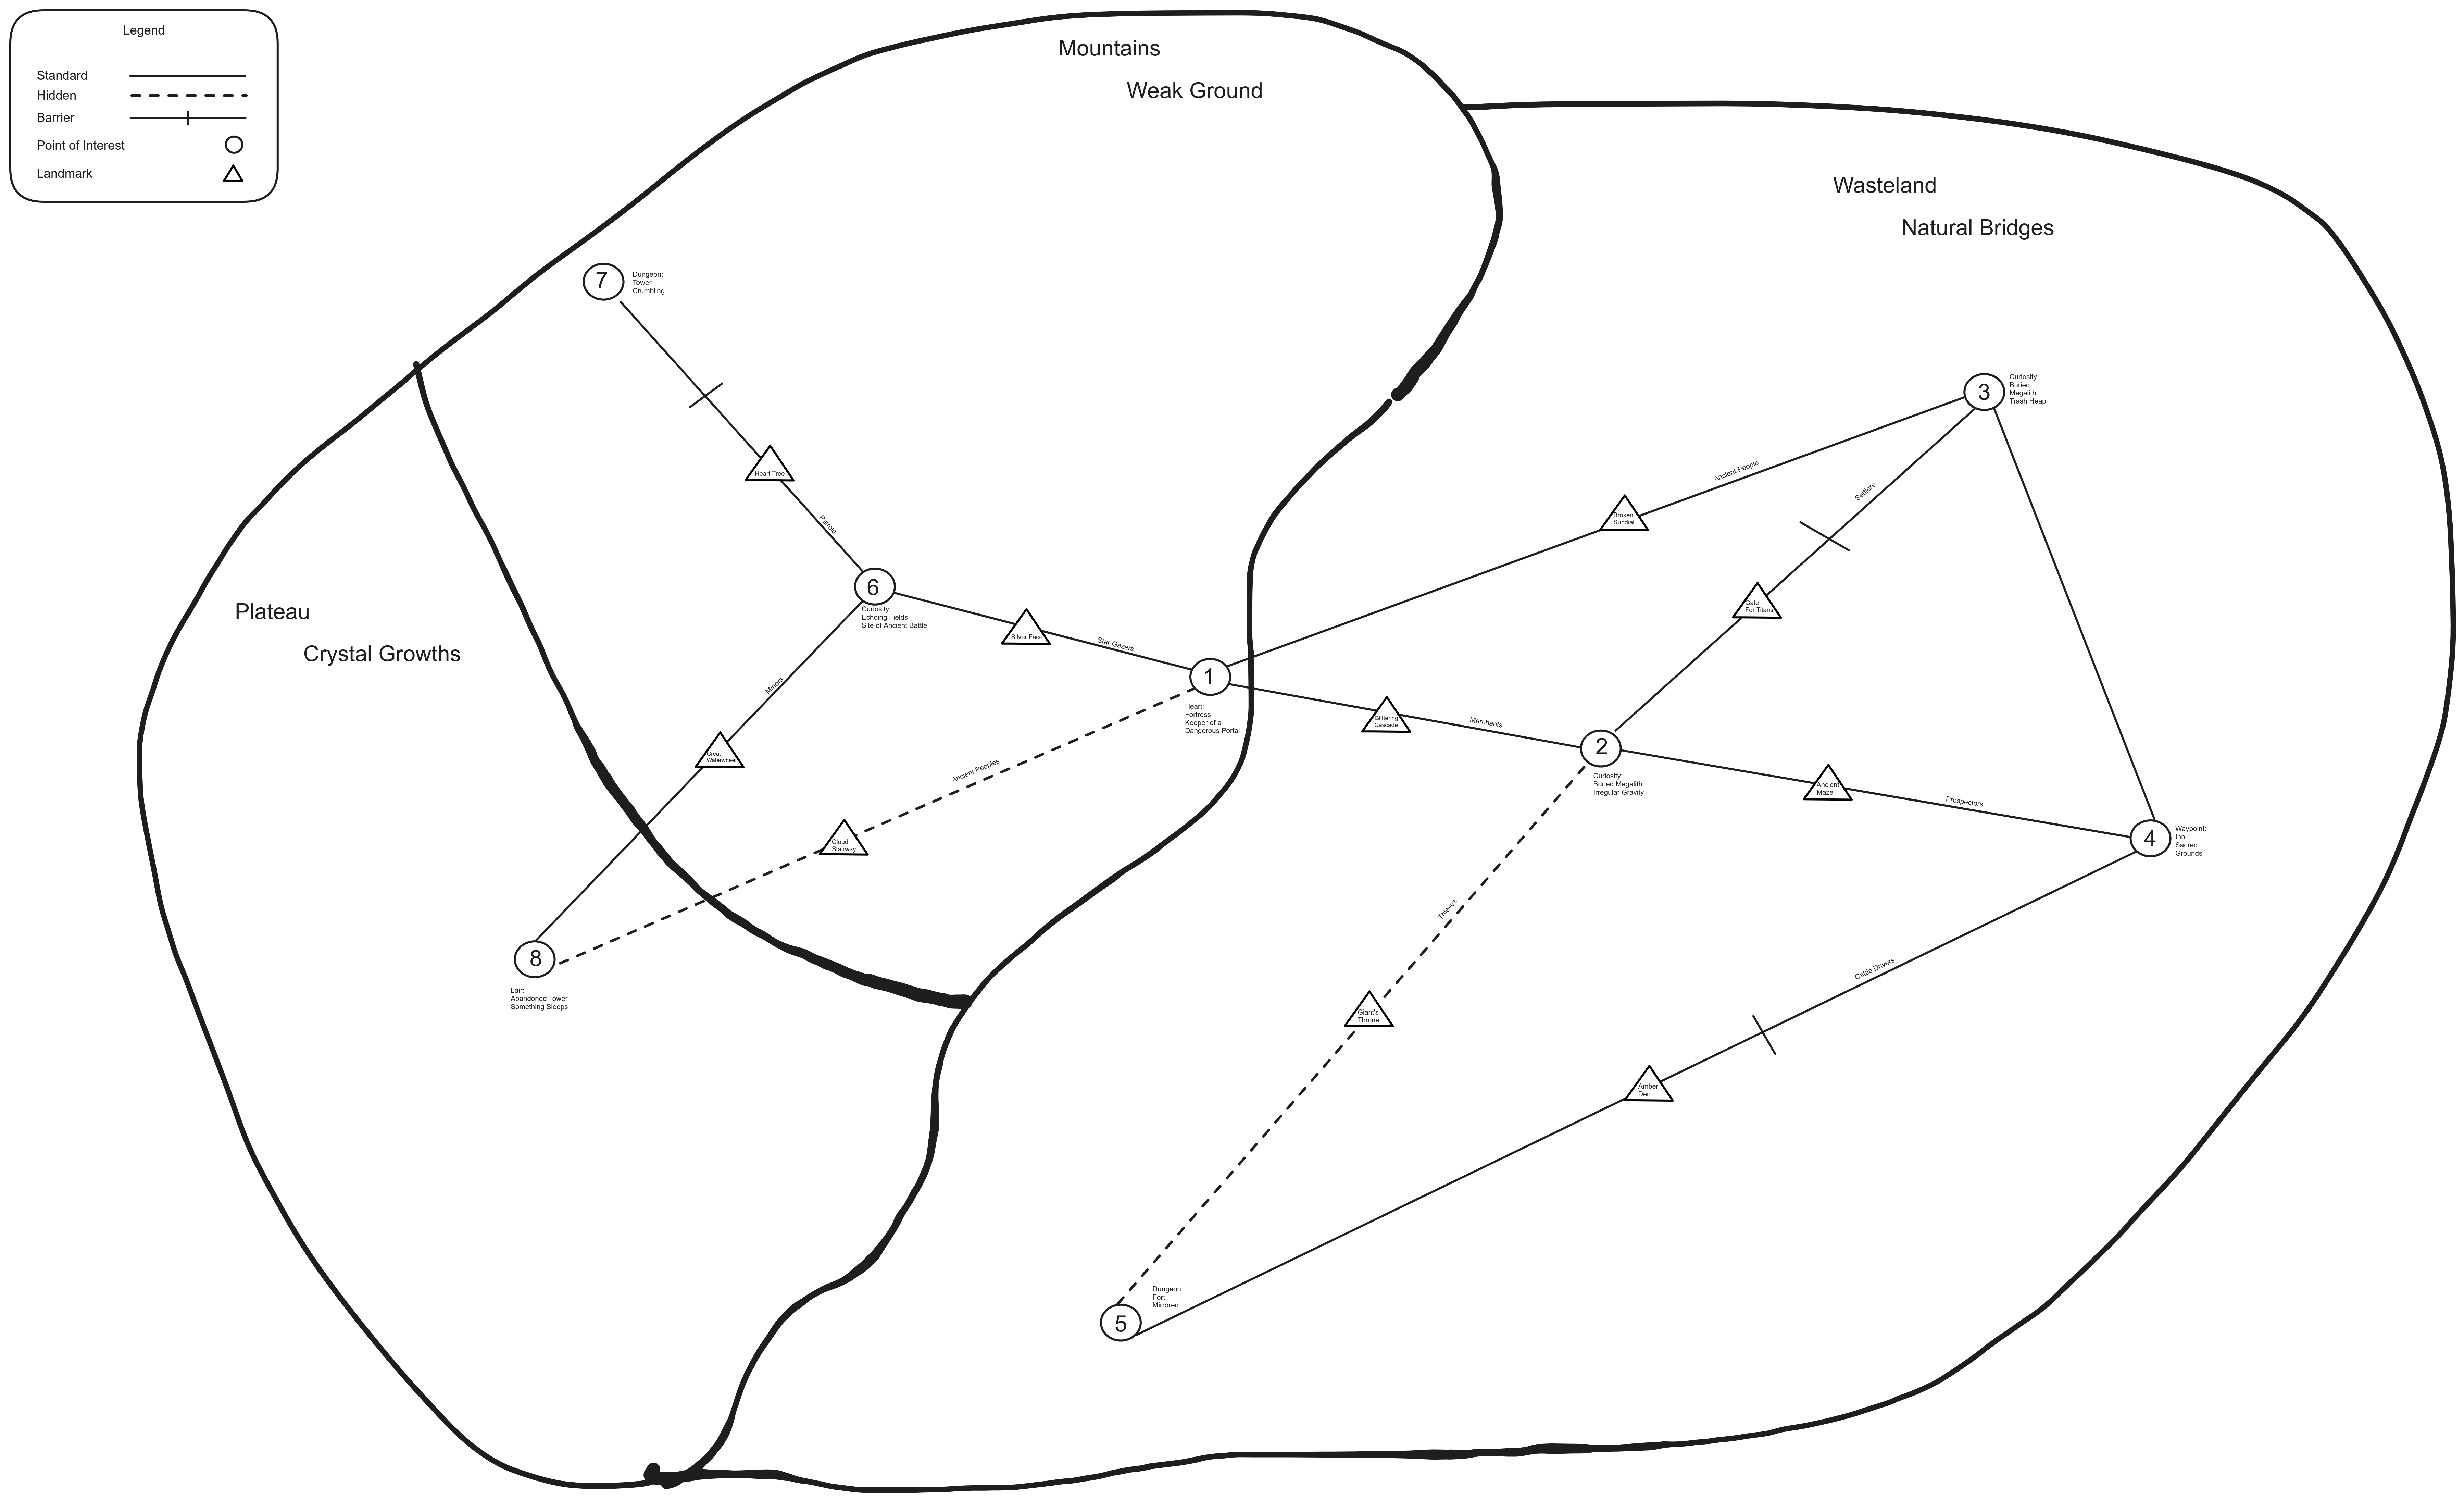 Legend
Standard
Hidden
Barrier
Point of Interest
Landmark
Mountains
Weak Ground
Wasteland
Natural Bridges
Plateau
Crystal Growths
7
Dungeon:
Tower
Crumbling
Heart Tree
Patrols
6
Curiosity:
Echoing Fields
Site of Ancient Battle
Silver Face
Star Gazers
1
Heart:
Fortress
Keeper of a
Dangerous Portal
Miners
Great
Waterwheel
Ancient Peoples
Cloud
Stairway
8
Lair:
Abandoned Tower
Something Sleeps
3
Curiosity:
Buried
Megalith
Trash Heap
Ancient People
Broken
Sundial
Settlers
Gate
For Titans
Glittering
Cascade
Merchants
2
Curiosity:
Buried Megalith
Irregular Gravity
Ancient
Maze
Prospectors
4
Waypoint:
Inn
Sacred
Grounds
Thieves
Giant's
Throne
Cattle Drivers
Amber
Den
5
Dungeon:
Fort
Mirrored